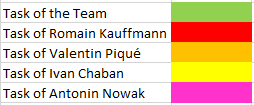 Task of the Team
Task of Romain Kauffmann
Task of Valentin Piqué
Task of Ivan Chaban
Task of Antonin Nowak